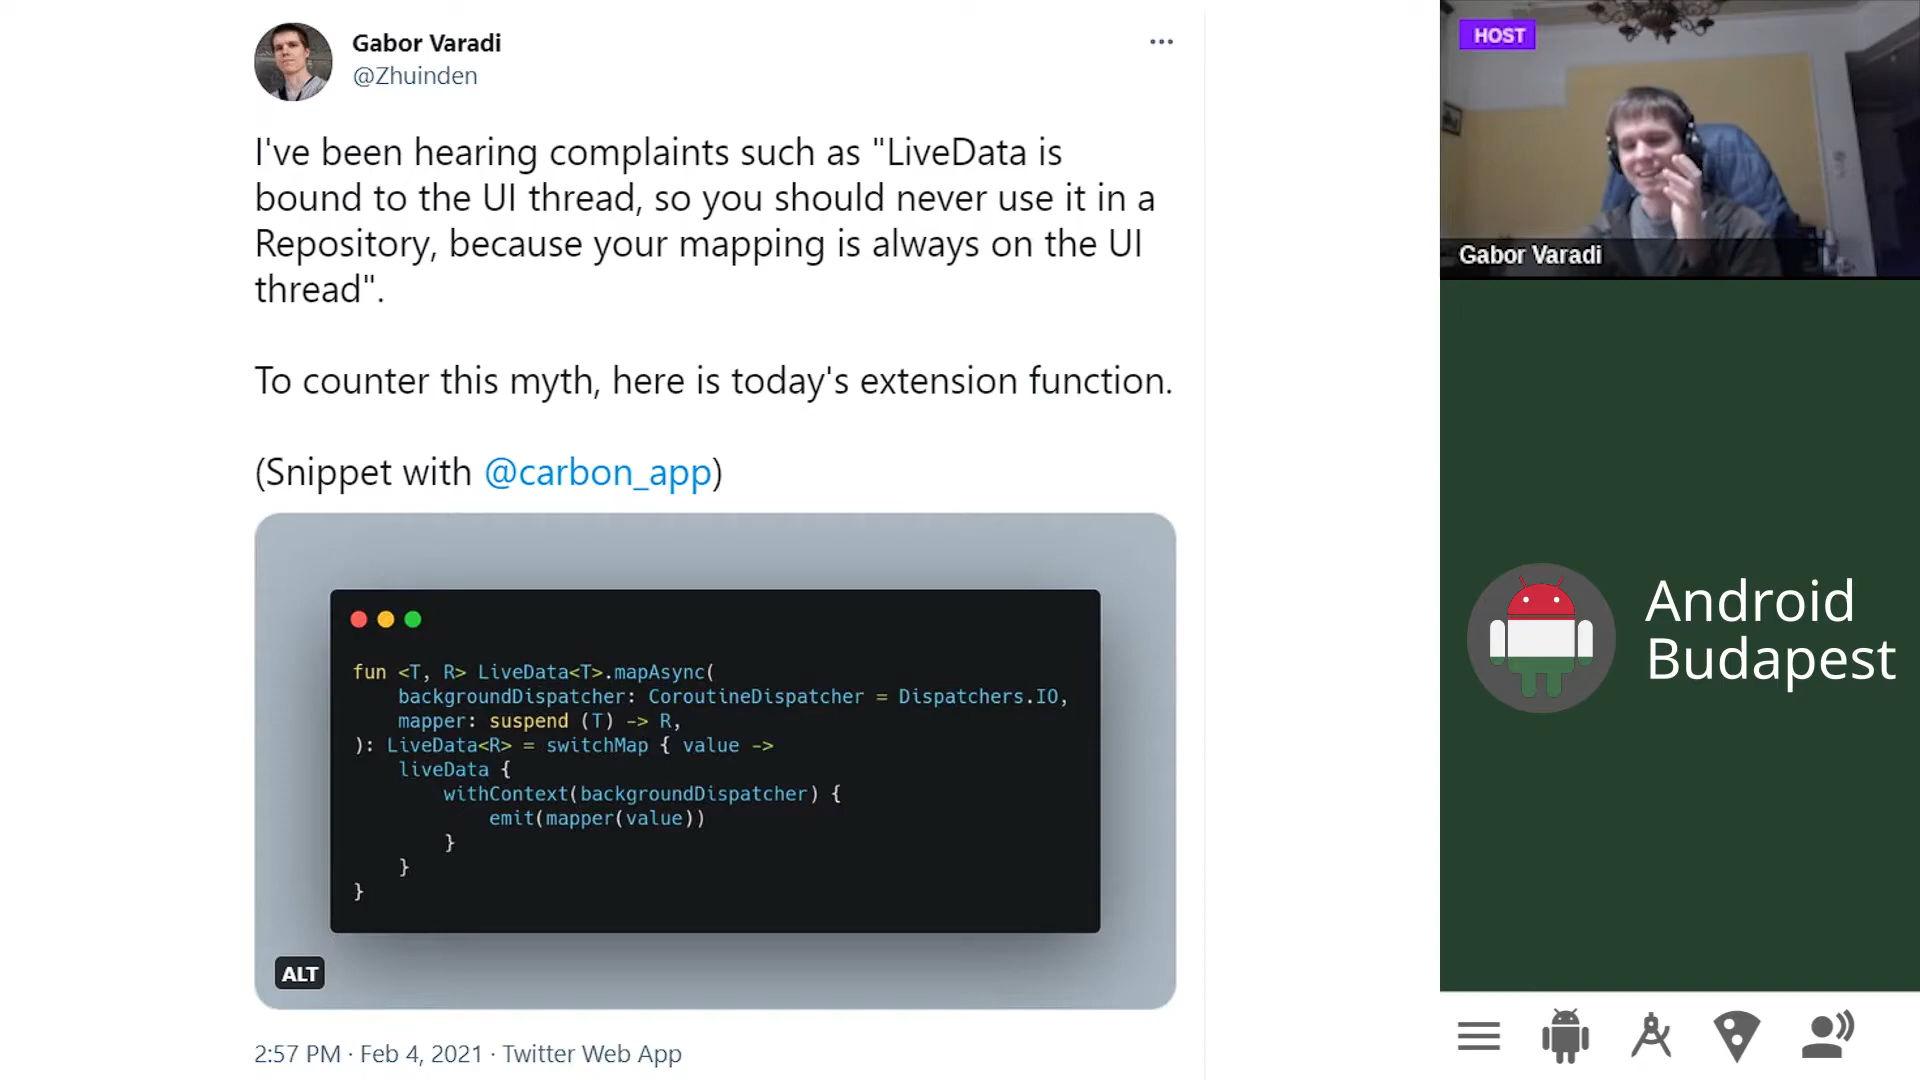 Gabor Varadi
@Zhuinden
I've been hearing complaints such as "LiveData is
bound to the UI thread, so you should never use it in a
Repository, because your mapping is always on the UI
thread".
To counter this myth, here is today's extension function.
(Snippet with @carbon_app)
fun <T, R> LiveData<T>.mapAsync(
    backgroundDispatcher: CoroutineDispatcher = Dispatchers.IO,
    mapper: suspend (T) -> R,
): LiveData<R> = switchMap { value ->
    liveData {
        withContext(backgroundDispatcher) {
            emit(mapper(value))
        }
    }
}
ALT
2:57 PM · Feb 4, 2021 · Twitter Web App
HOST
Gabor Varadi
Android
Budapest